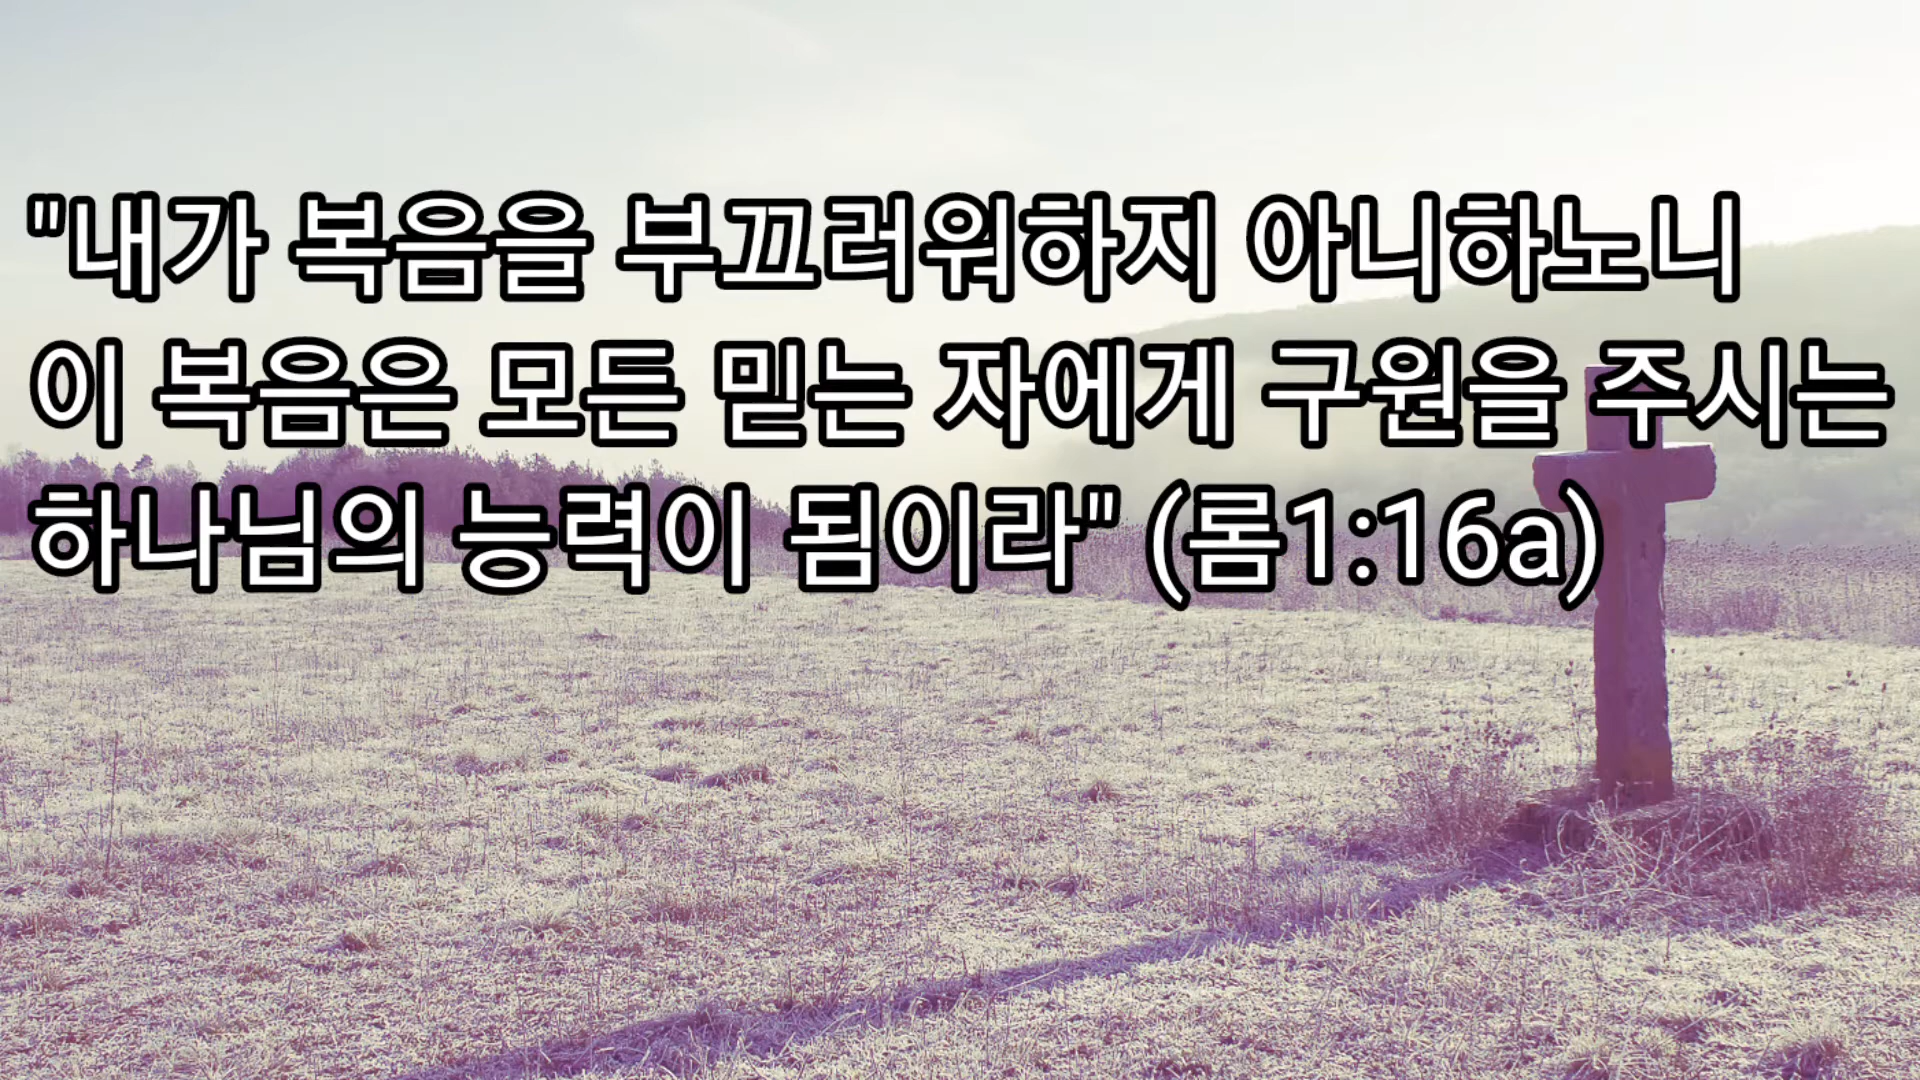 "내가 복음을 부끄러워하지 아니하노니
이 복음은 모든 믿는 자에게 구원을 주시는
하나님의 능력이 됨이라" (롬1:16a)